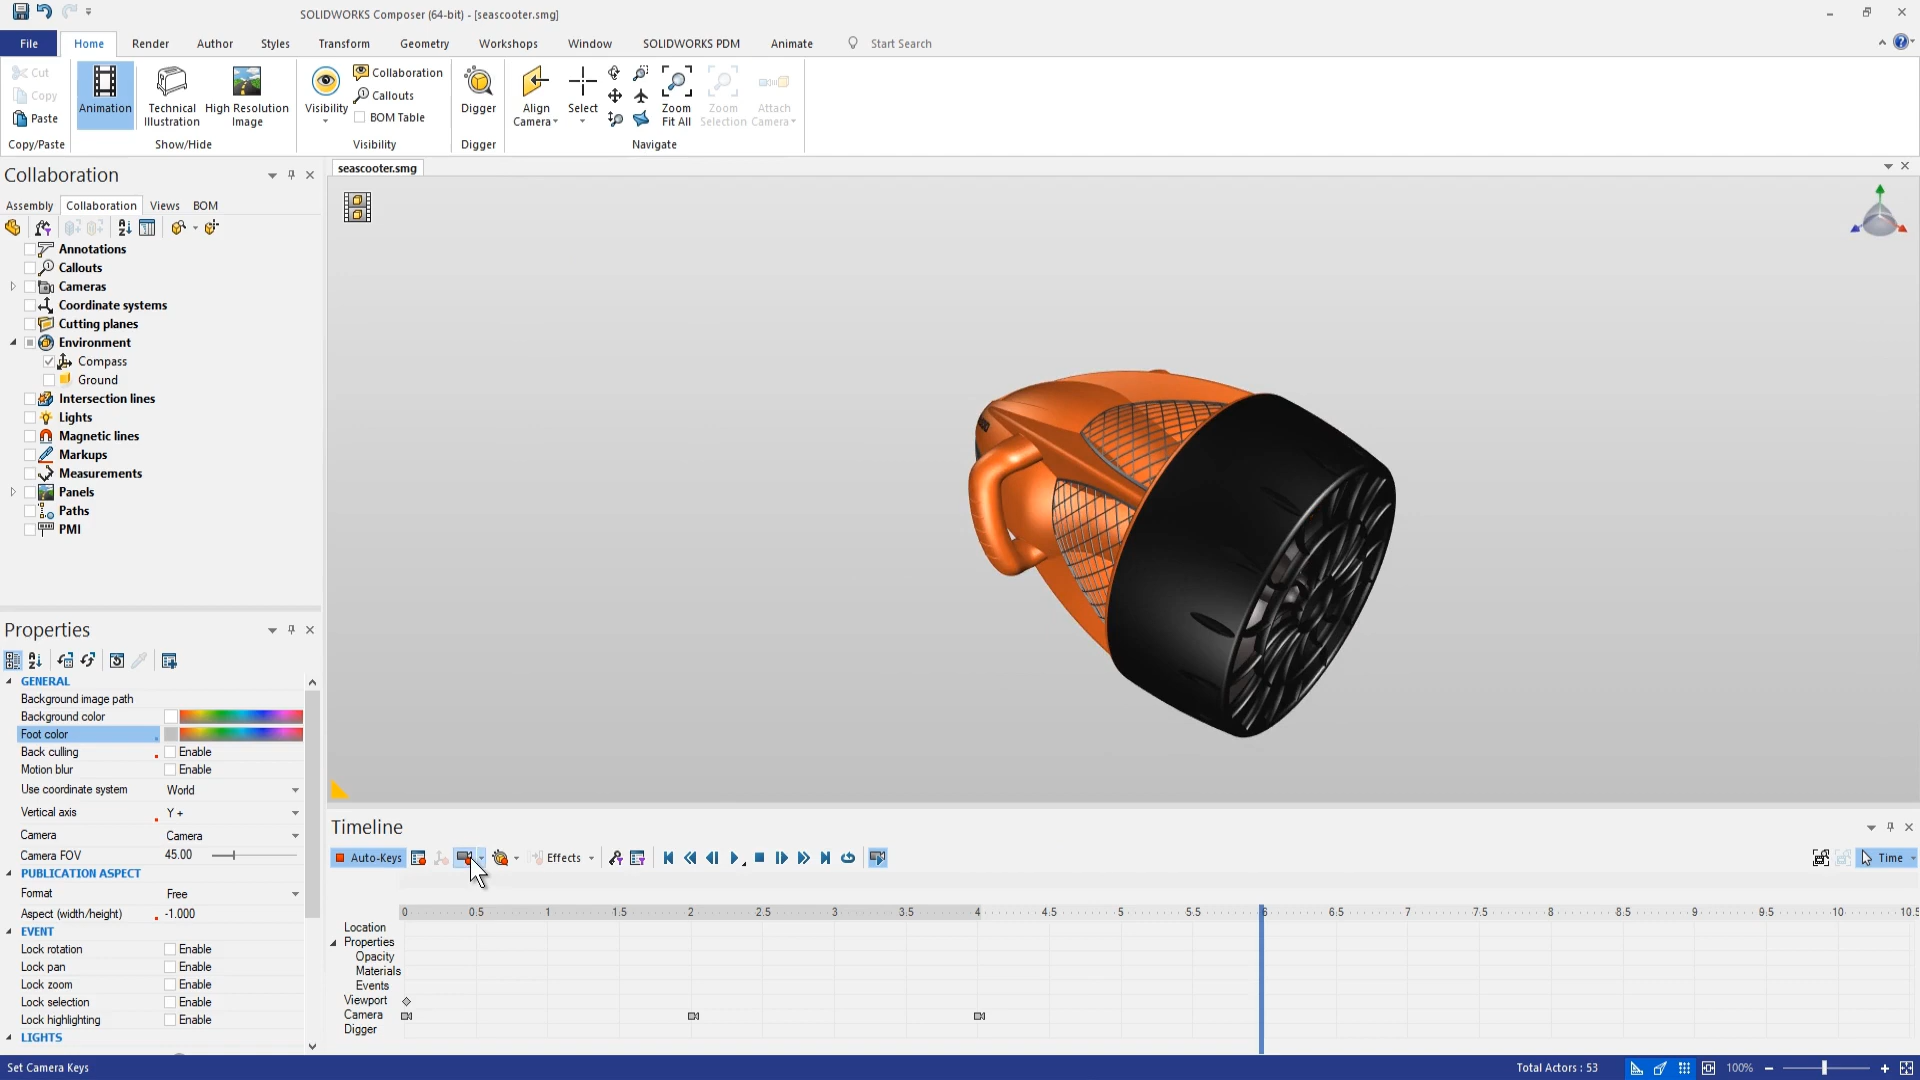 SOLIDWORKS Composer (64-bit) - [seascooter.smg]
File Home Render Author Styles Transform Geometry Workshops Window SOLIDWORKS PDM Animate Start Search
Cut
Copy
Paste
Copy/Paste
Animation
Technical Illustration
High Resolution Image
Show/Hide
Visibility
Collaboration
Callouts
BOM Table
Visibility
Digger
Digger
Align Camera
Select
Zoom Fit All
Zoom Selection
Attach Camera
Navigate
Collaboration
Assembly Collaboration Views BOM
Annotations
Callouts
Cameras
Coordinate systems
Cutting planes
Environment
Compass
Ground
Intersection lines
Lights
Magnetic lines
Markups
Measurements
Panels
Paths
PMI
seascooter.smg
Properties
GENERAL
Background image path
Background color
Foot color
Back culling Enable
Motion blur Enable
Use coordinate system World
Vertical axis Y +
Camera Camera
Camera FOV 45.00
PUBLICATION ASPECT
Format Free
Aspect (width/height) -1.000
EVENT
Lock rotation Enable
Lock pan Enable
Lock zoom Enable
Lock selection Enable
Lock highlighting Enable
LIGHTS
Timeline
Auto-Keys Effects Time
0 0.5 1 1.5 2 2.5 3 3.5 4 4.5 5 5.5 6 6.5 7 7.5 8 8.5 9 9.5 10 10.5
Location
Properties
Opacity
Materials
Events
Viewport
Camera
Digger
Set Camera Keys Total Actors : 53 100%